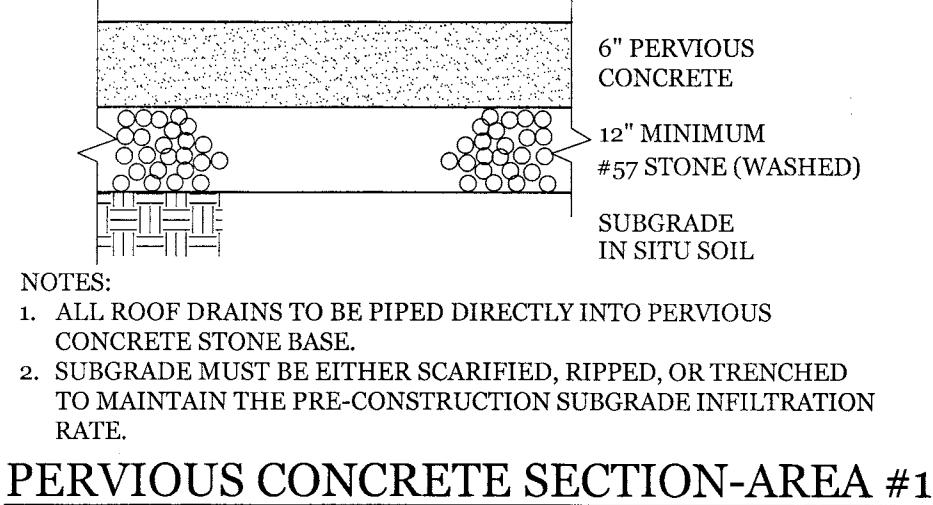 6" PERVIOUS
CONCRETE
12" MINIMUM
#57 STONE (WASHED)
SUBGRADE
IN SITU SOIL
NOTES:
1. ALL ROOF DRAINS TO BE PIPED DIRECTLY INTO PERVIOUS
CONCRETE STONE BASE.
2. SUBGRADE MUST BE EITHER SCARIFIED, RIPPED, OR TRENCHED
TO MAINTAIN THE PRE-CONSTRUCTION SUBGRADE INFILTRATION
RATE.
PERVIOUS CONCRETE SECTION-AREA #1